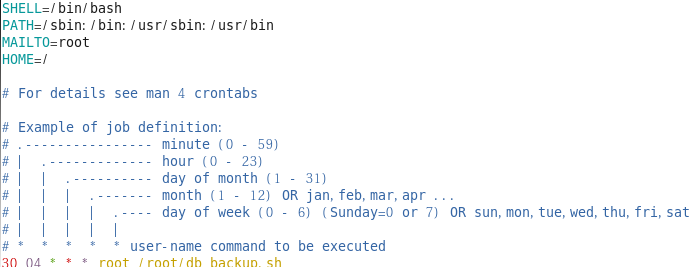 SHELL=/bin/bash
PATH=/sbin:/bin:/usr/sbin:/usr/bin
MAILTO=root
HOME=/
# For details see man 4 crontabs
# Example of job definition:
# .---------------- minute (0 - 59)
# | .------------- hour (0 - 23)
# | | .---------- day of month (1 - 31)
# | | | .------- month (1 - 12) OR jan,feb,mar,apr ...
# | | | | .---- day of week (0 - 6) (Sunday=0 or 7) OR sun,mon,tue,wed,thu,fri,sat
# | | | | |
# * * * * * user-name command to be executed
30 04 * * * root /root/db_backup.sh